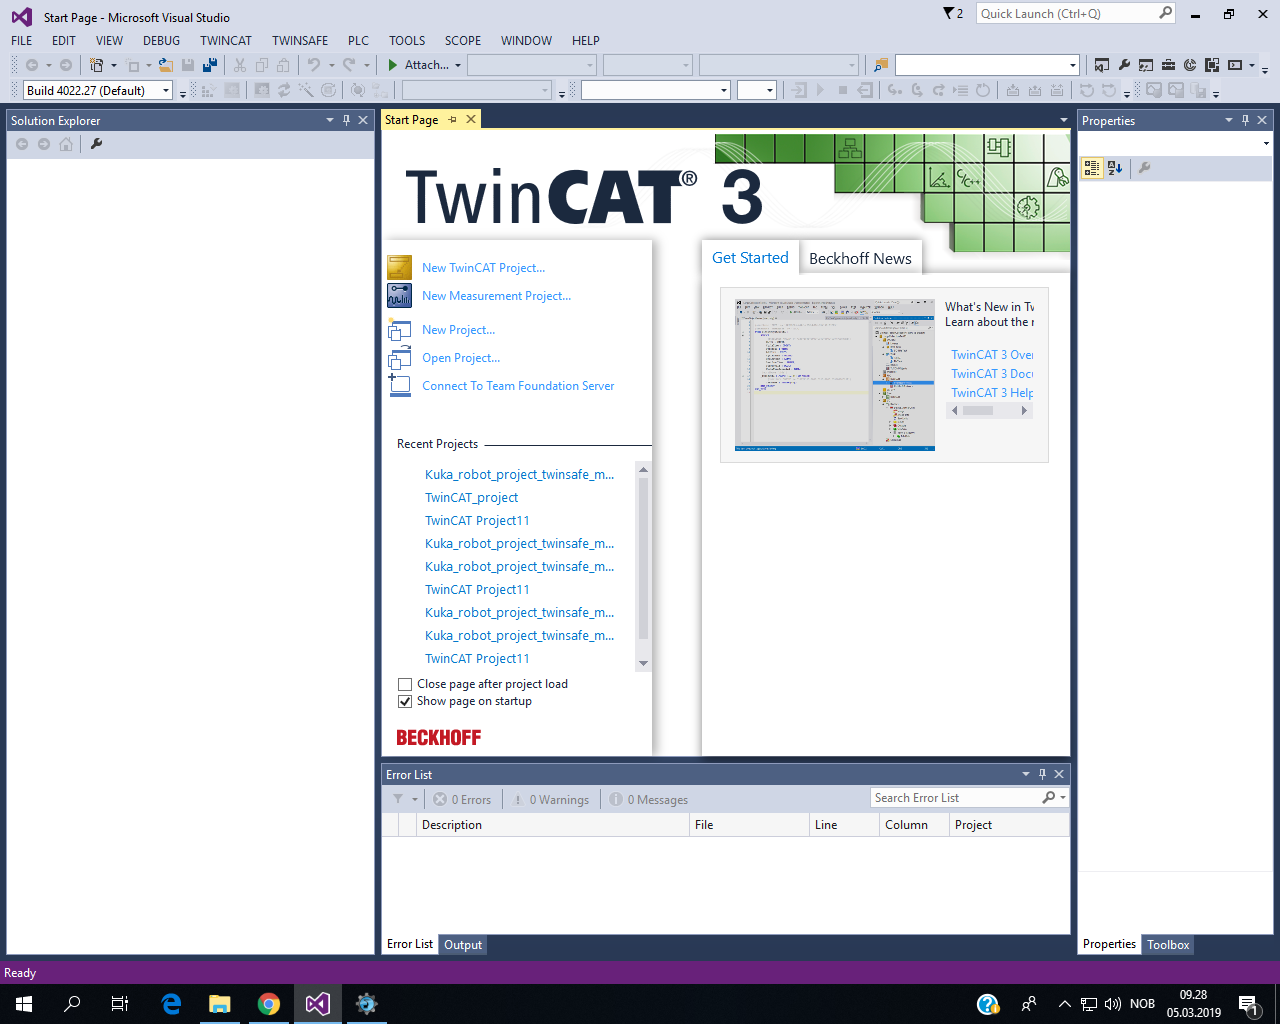 Start Page - Microsoft Visual Studio
2
Quick Launch (Ctrl+Q)
FILE EDIT VIEW DEBUG TWINCAT TWINSAFE PLC TOOLS SCOPE WINDOW HELP
Attach...
Build 4022.27 (Default)
Solution Explorer
Start Page
TwinCAT® 3
C/C++
New TwinCAT Project...
New Measurement Project...
New Project...
Open Project...
Connect To Team Foundation Server
Recent Projects
Kuka_robot_project_twinsafe_m...
TwinCAT_project
TwinCAT Project11
Kuka_robot_project_twinsafe_m...
Kuka_robot_project_twinsafe_m...
TwinCAT Project11
Kuka_robot_project_twinsafe_m...
Kuka_robot_project_twinsafe_m...
TwinCAT Project11
Close page after project load
Show page on startup
BECKHOFF
Get Started
Beckhoff News
What's New in Tw
Learn about the n
TwinCAT 3 Over
TwinCAT 3 Docu
TwinCAT 3 Help
Error List
0 Errors
0 Warnings
0 Messages
Search Error List
Description File Line Column Project
Error List
Output
Properties
Properties
Toolbox
Ready
NOB
09.28
05.03.2019
1